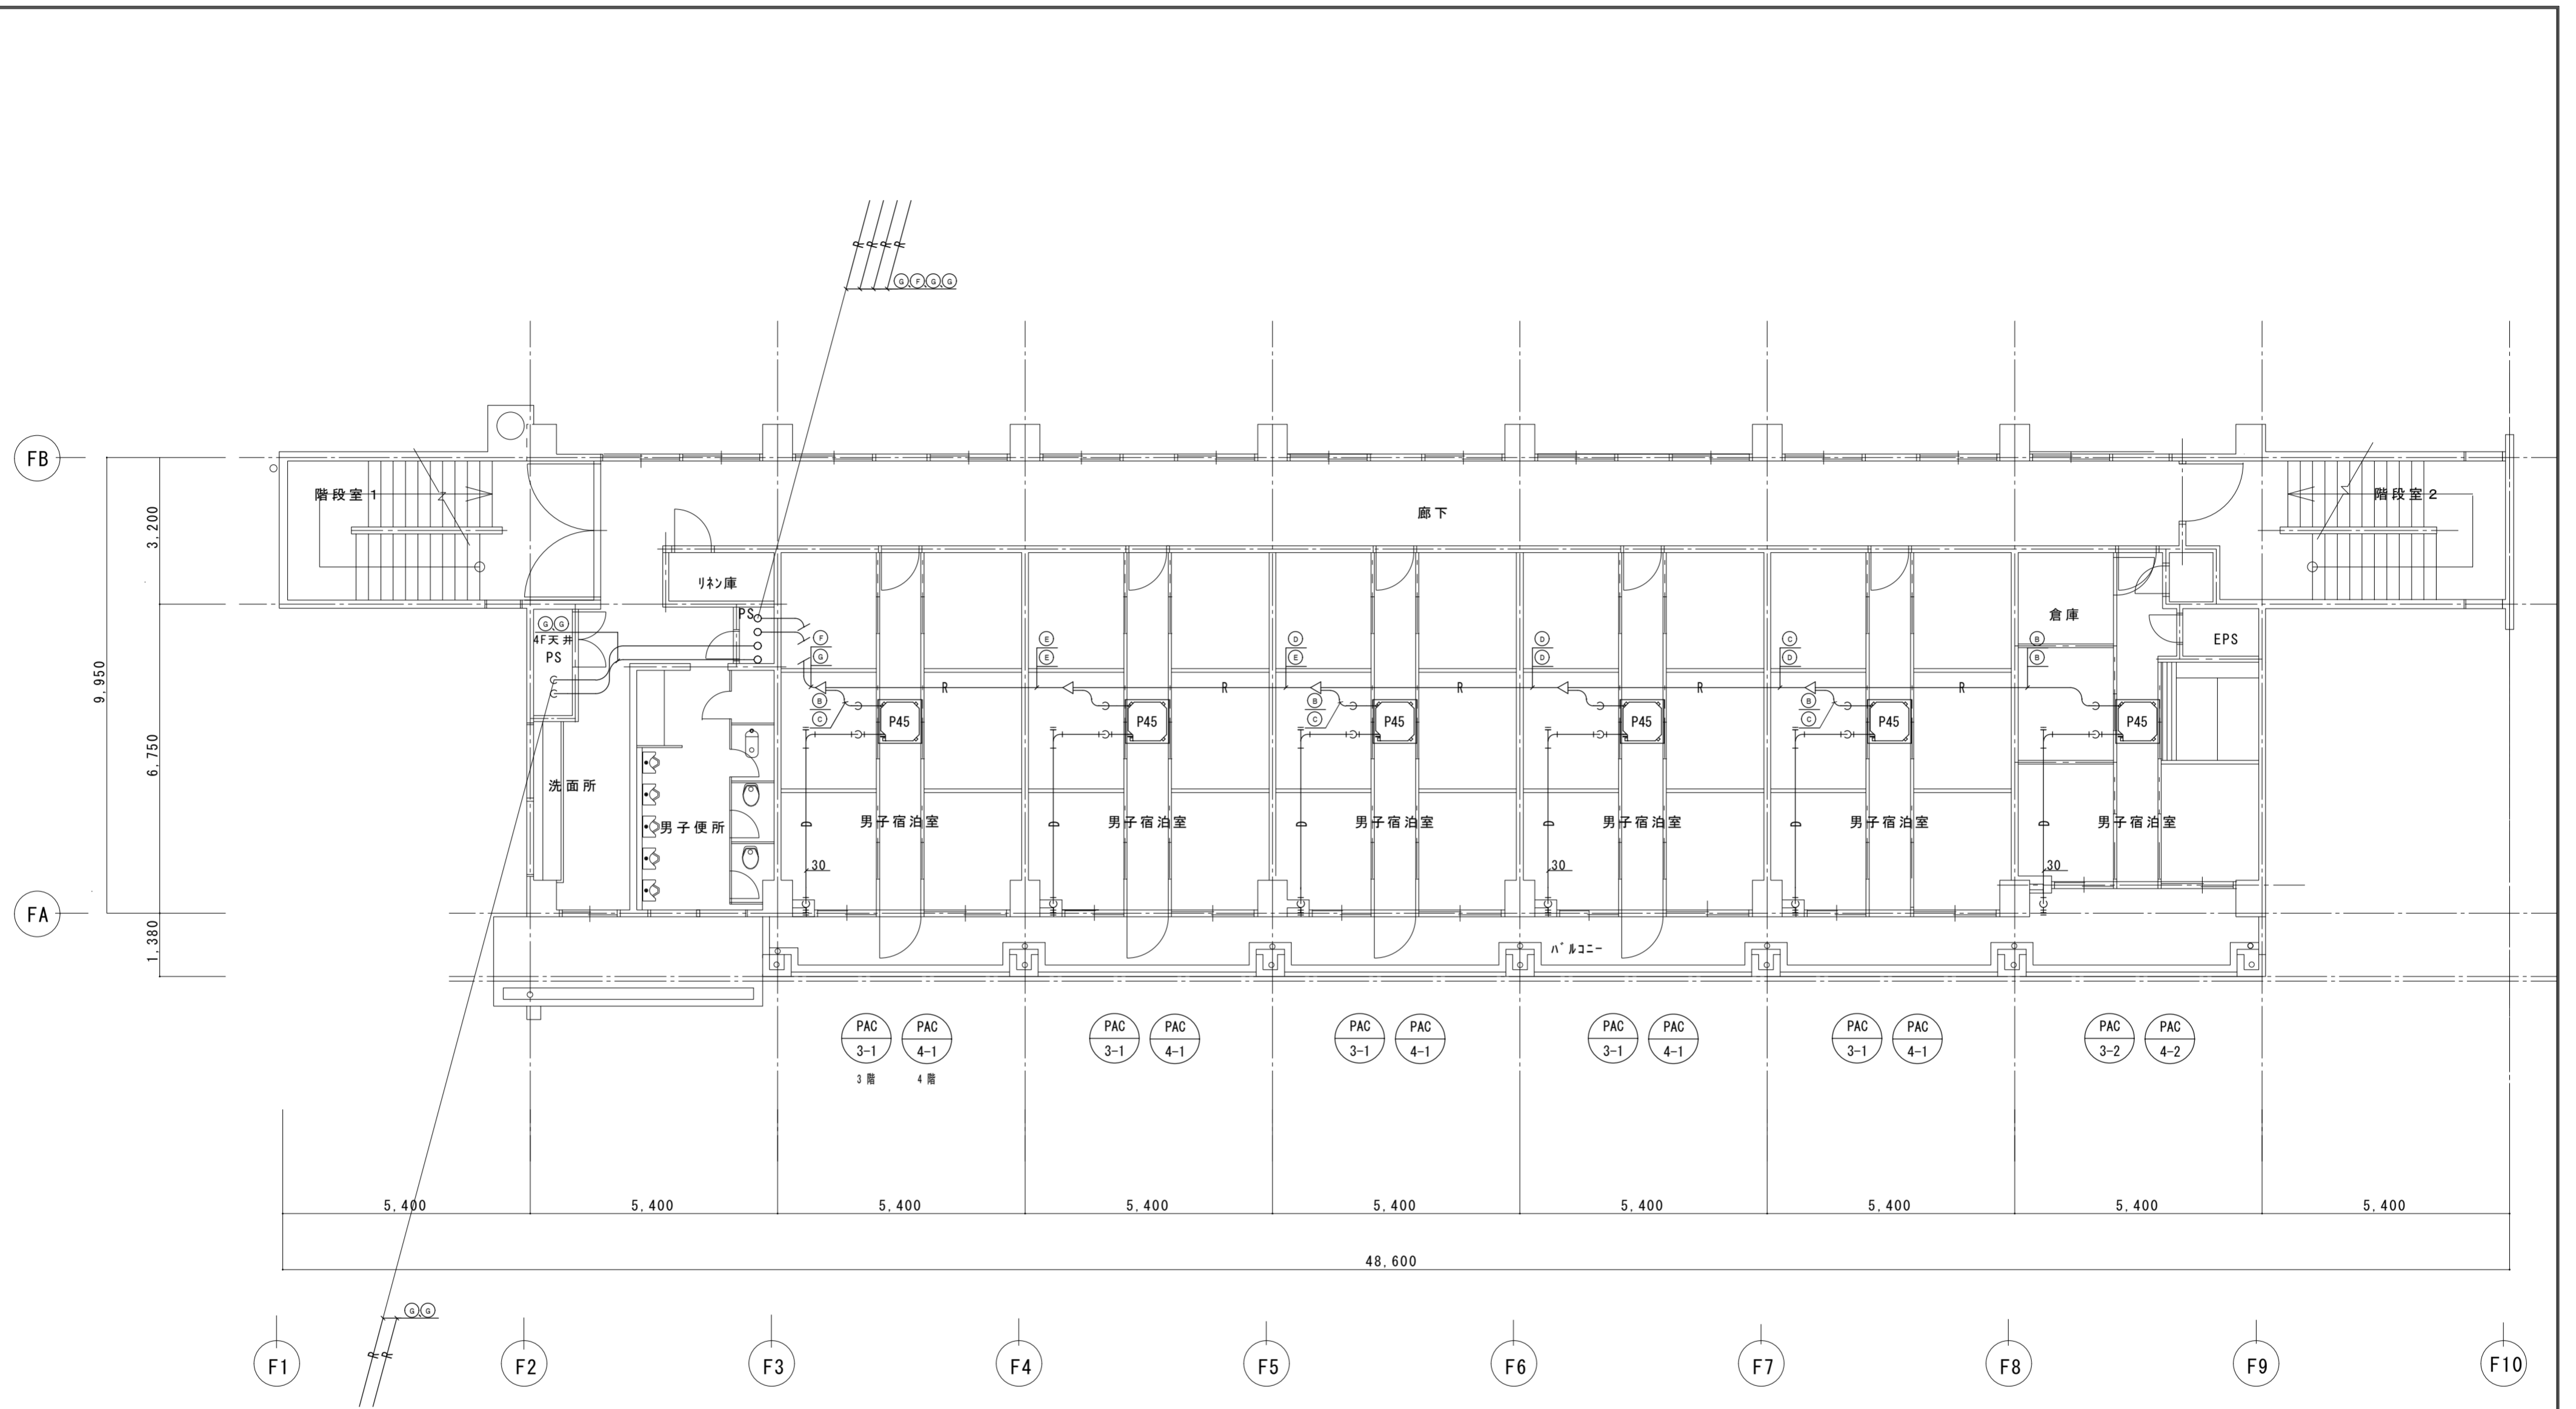 R R R R
G F G G
FB
階段室1
廊下
階段室2
3,200
リネン庫
PS
倉庫
EPS
G G
4F天井
PS
F
G
E
E
D
E
D
D
C
D
B
B
9,950
6,750
R R R R R
B
C
B
C
B
C
P45 P45 P45 P45 P45 P45
洗面所
男子便所
男子宿泊室 男子宿泊室 男子宿泊室 男子宿泊室 男子宿泊室 男子宿泊室
D D D D D D
30 30 30
FA
1,380
バルコニー
PAC 3-1 PAC 4-1
PAC 3-1 PAC 4-1
PAC 3-1 PAC 4-1
PAC 3-1 PAC 4-1
PAC 3-1 PAC 4-1
PAC 3-2 PAC 4-2
3階 4階
5,400 5,400 5,400 5,400 5,400 5,400 5,400 5,400 5,400
48,600
G G
R R
F1 F2 F3 F4 F5 F6 F7 F8 F9 F10